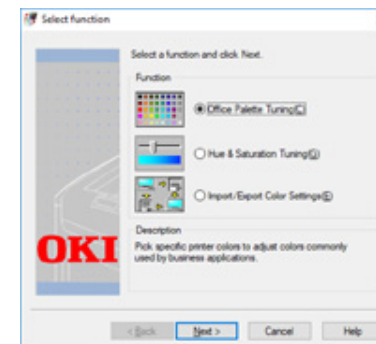 Select function
Select a function and click Next.
Function
Office Palette Tuning(C)
Hue & Saturation Tuning(G)
Import/Export Color Settings(E)
OKI
Description
Pick specific printer colors to adjust colors commonly
used by business applications.
< Back Next > Cancel Help